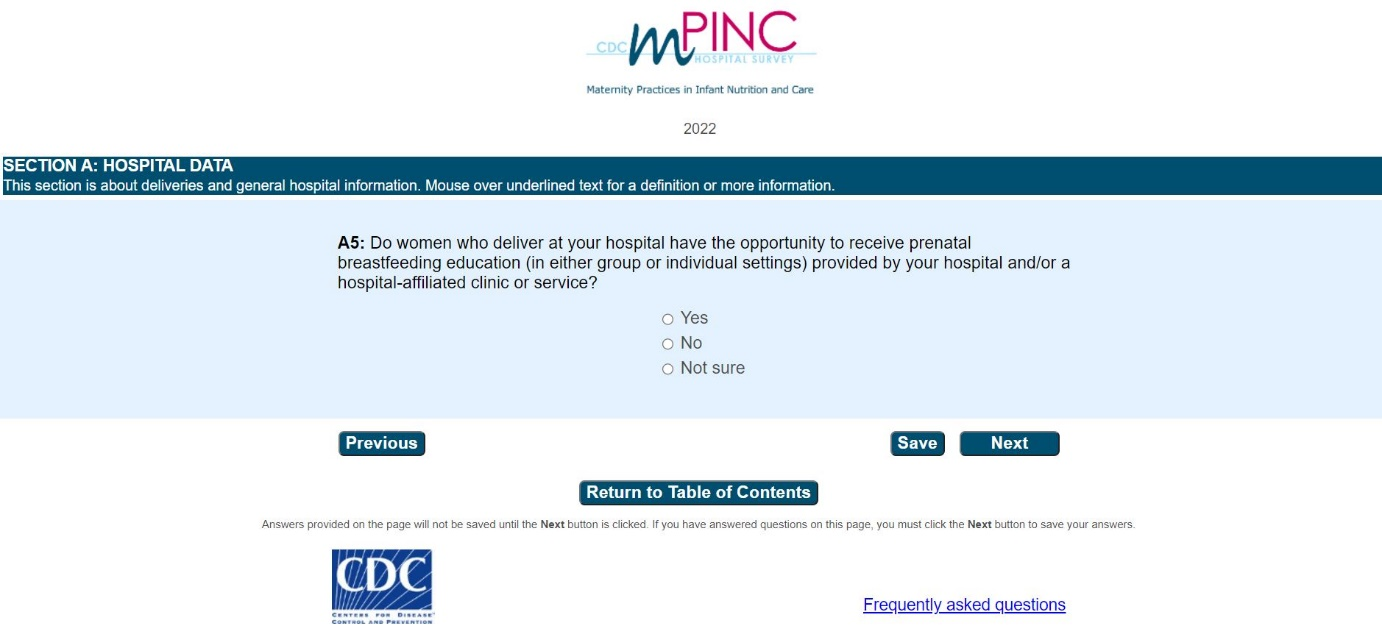 CDC mPINC
HOSPITAL SURVEY
Maternity Practices in Infant Nutrition and Care
2022
SECTION A: HOSPITAL DATA
This section is about deliveries and general hospital information. Mouse over underlined text for a definition or more information.
A5: Do women who deliver at your hospital have the opportunity to receive prenatal
breastfeeding education (in either group or individual settings) provided by your hospital and/or a
hospital-affiliated clinic or service?
Yes
No
Not sure
Previous Save Next
Return to Table of Contents
Answers provided on the page will not be saved until the Next button is clicked. If you have answered questions on this page, you must click the Next button to save your answers.
CDC
CENTERS FOR DISEASE
CONTROL AND PREVENTION
Frequently asked questions